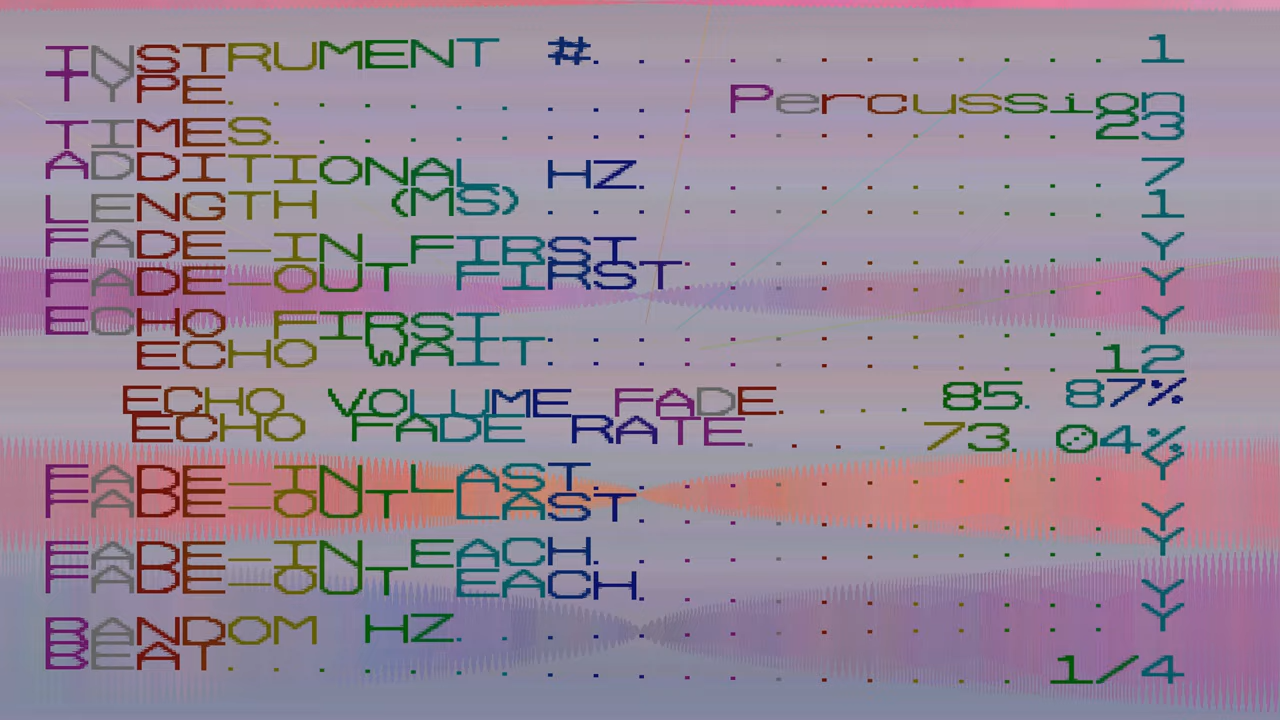 INSTRUMENT #. . . . . . . . . . . . 1
TYPE. . . . . . . . . . . Percussion
TIMES. . . . . . . . . . . . . . . . . . 23
ADDITIONAL HZ. . . . . . . . . . . 7
LENGTH (MS) . . . . . . . . . . . . . 1
FADE-IN FIRST. . . . . . . . . . . Y
FADE-OUT FIRST. . . . . . . . . . Y
ECHO FIRST. . . . . . . . . . . . . . Y
ECHO WAIT. . . . . . . . . . . . 12
ECHO VOLUME FADE. . . . 85.87%
ECHO FADE RATE. . . . 73.04%
FADE-IN LAST. . . . . . . . . . . . Y
FADE-OUT LAST. . . . . . . . . . . Y
FADE-IN EACH. . . . . . . . . . . . Y
FADE-OUT EACH. . . . . . . . . . . Y
RANDOM HZ. . . . . . . . . . . . . . . Y
BEAT. . . . . . . . . . . . . . . . . . 1/4